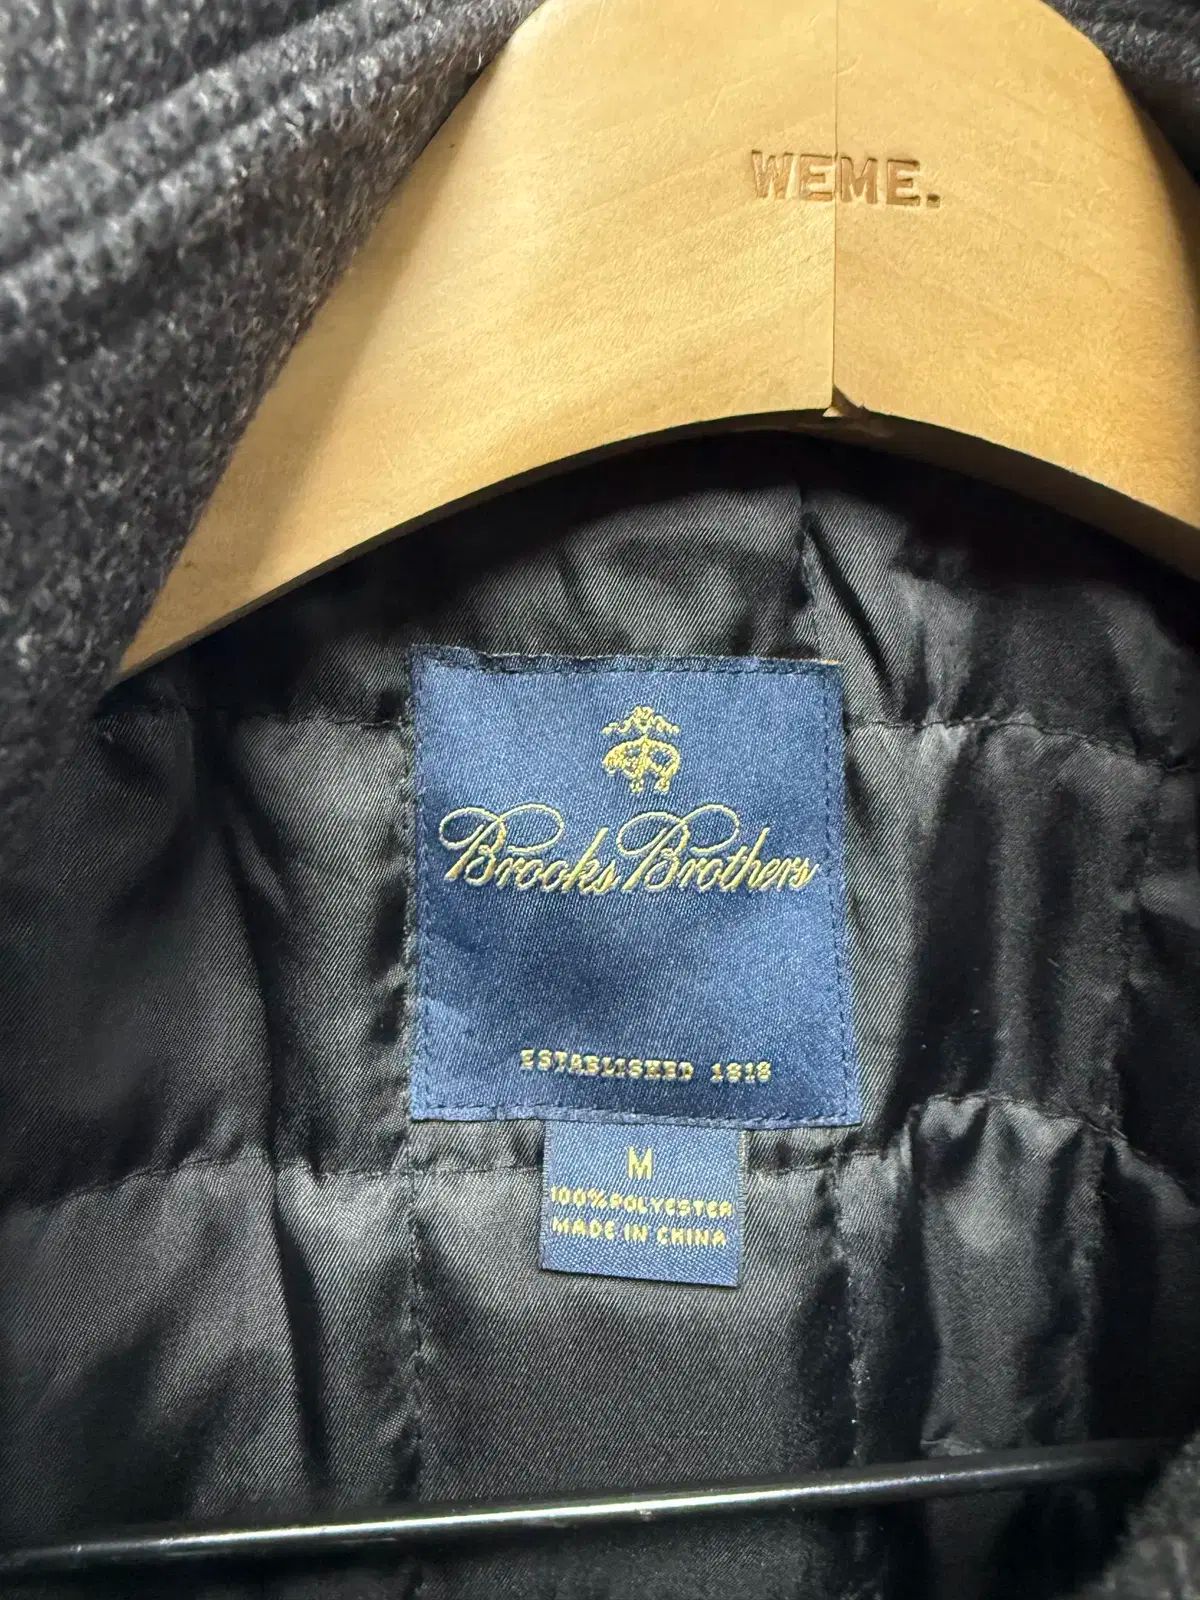 WEME.
Brooks Brothers
ESTABLISHED 1818
M
100% POLYESTER
MADE IN CHINA